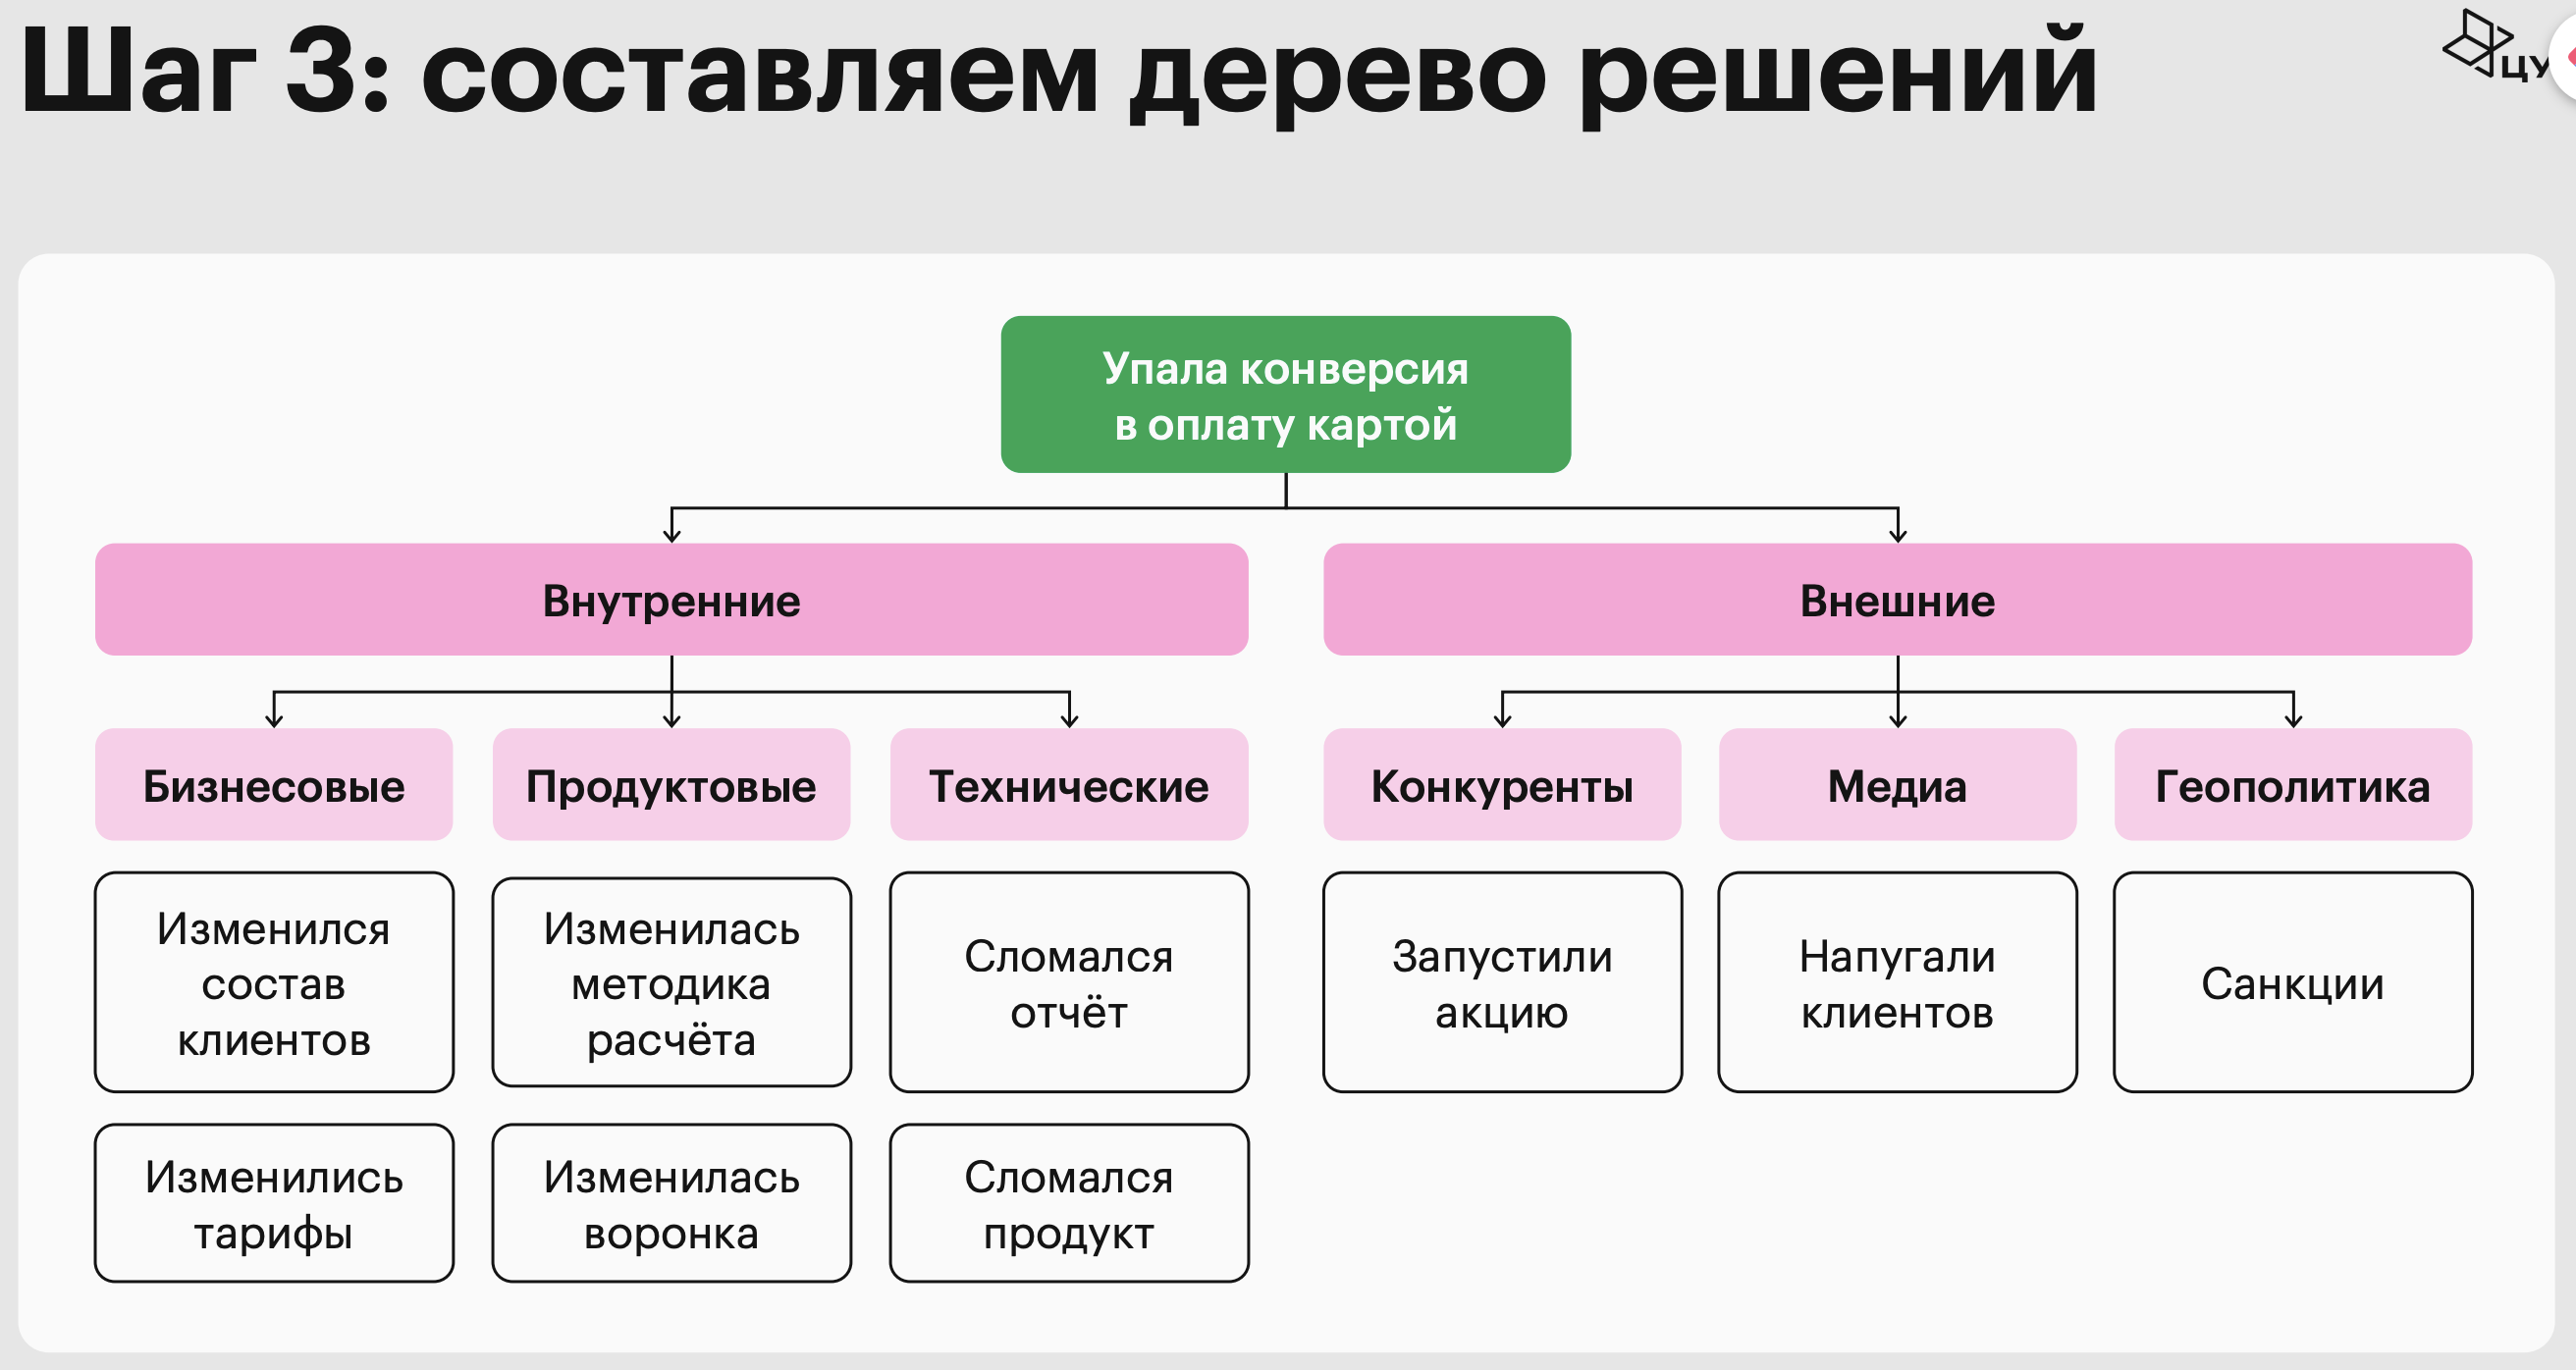 Шаг 3: составляем дерево решений
ЦУ
Упала конверсия
в оплату картой
Внутренние
Внешние
Бизнесовые
Продуктовые
Технические
Конкуренты
Медиа
Геополитика
Изменился
состав
клиентов
Изменилась
методика
расчёта
Сломался
отчёт
Запустили
акцию
Напугали
клиентов
Санкции
Изменились
тарифы
Изменилась
воронка
Сломался
продукт